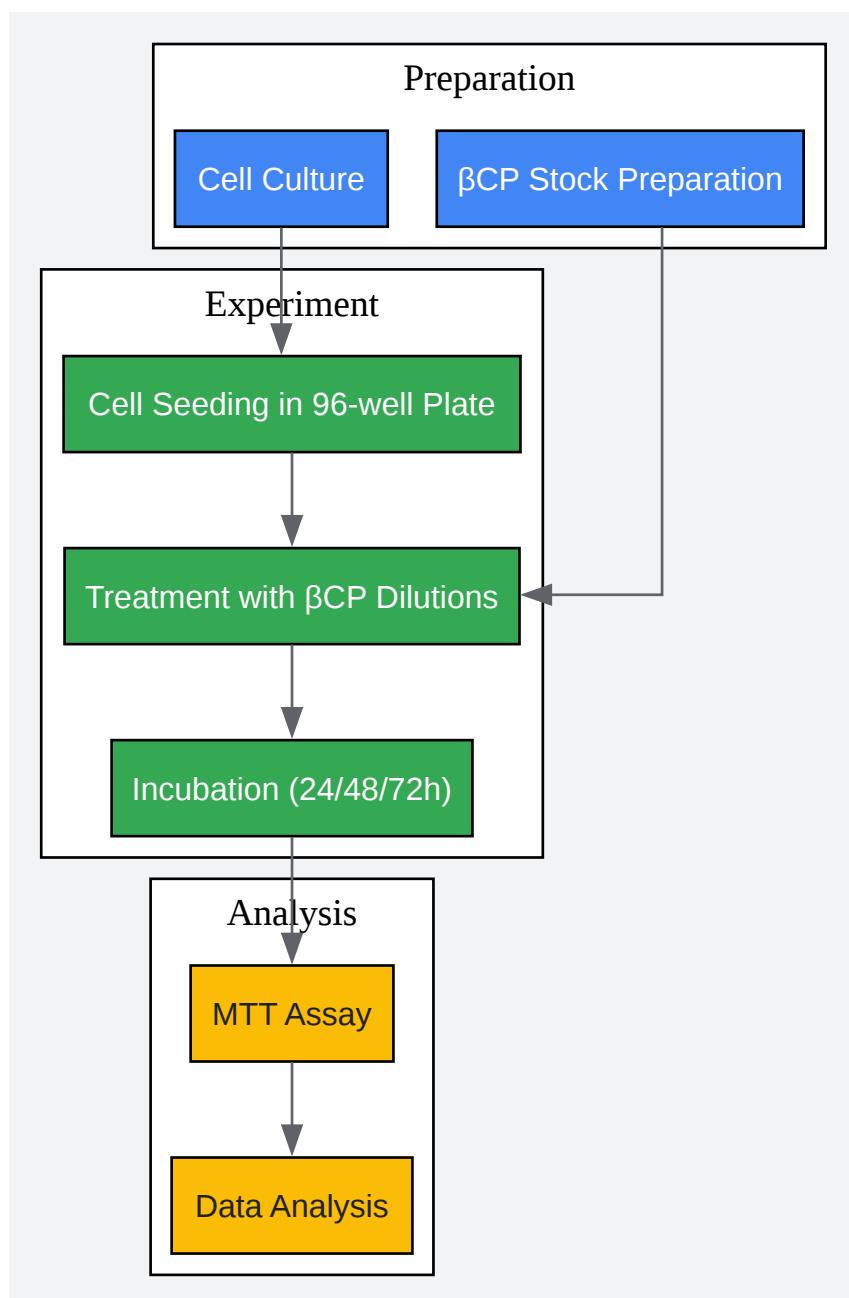 Preparation
Cell Culture
βCP Stock Preparation
Experiment
Cell Seeding in 96-well Plate
Treatment with βCP Dilutions
Incubation (24/48/72h)
Analysis
MTT Assay
Data Analysis